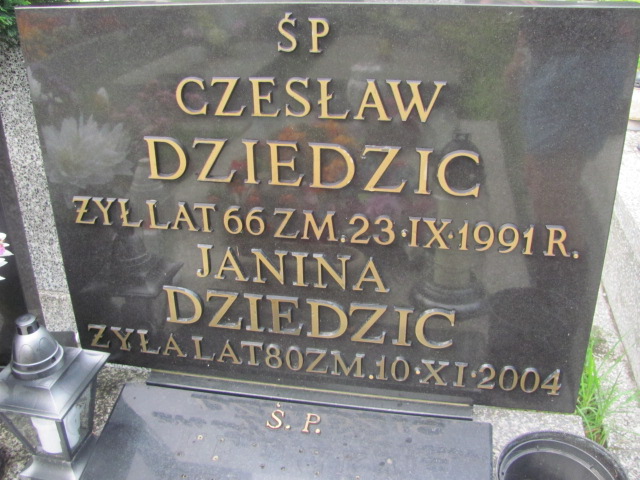 ŚP
CZESŁAW
DZIEDZIC
ŻYŁ LAT 66 ZM. 23·IX·1991 R.
JANINA
DZIEDZIC
ŻYŁA LAT 80 ZM. 10·XI·2004
Ś. P.